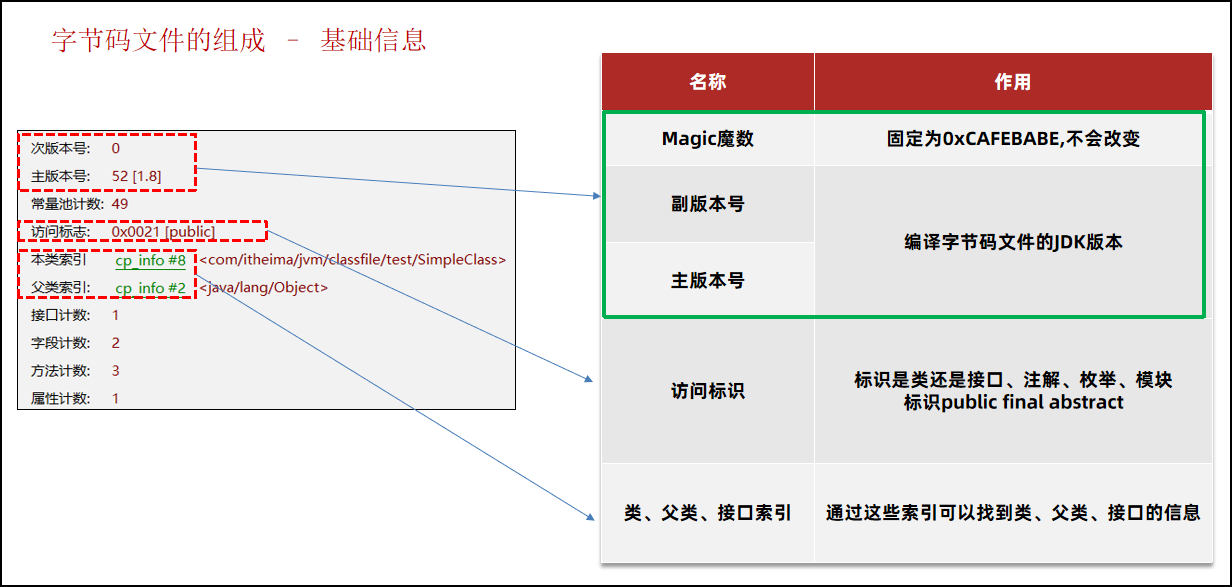 字节码文件的组成 - 基础信息
次版本号: 0
主版本号: 52 [1.8]
常量池计数: 49
访问标志: 0x0021 [public]
本类索引 cp_info #8 <com/itheima/jvm/classfile/test/SimpleClass>
父类索引: cp_info #2 <java/lang/Object>
接口计数: 1
字段计数: 2
方法计数: 3
属性计数: 1
名称 作用
Magic魔数 固定为0xCAFEBABE,不会改变
副版本号
编译字节码文件的JDK版本
主版本号
访问标识
标识是类还是接口、注解、枚举、模块
标识public final abstract
类、父类、接口索引 通过这些索引可以找到类、父类、接口的信息